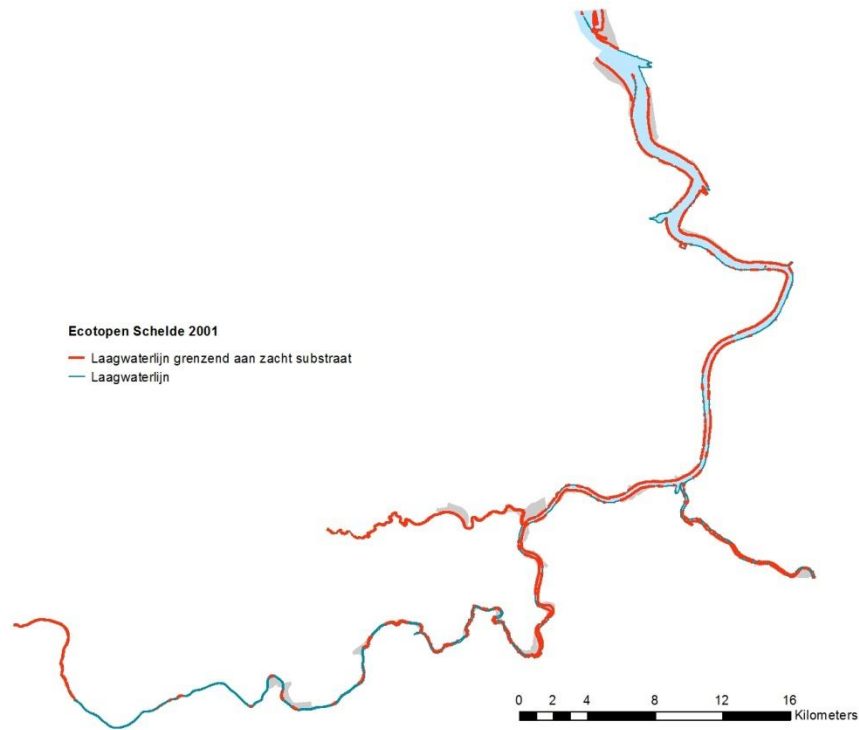 Ecotopen Schelde 2001
Laagwaterlijn grenzend aan zacht substraat
Laagwaterlijn
0 2 4 8 12 16
Kilometers